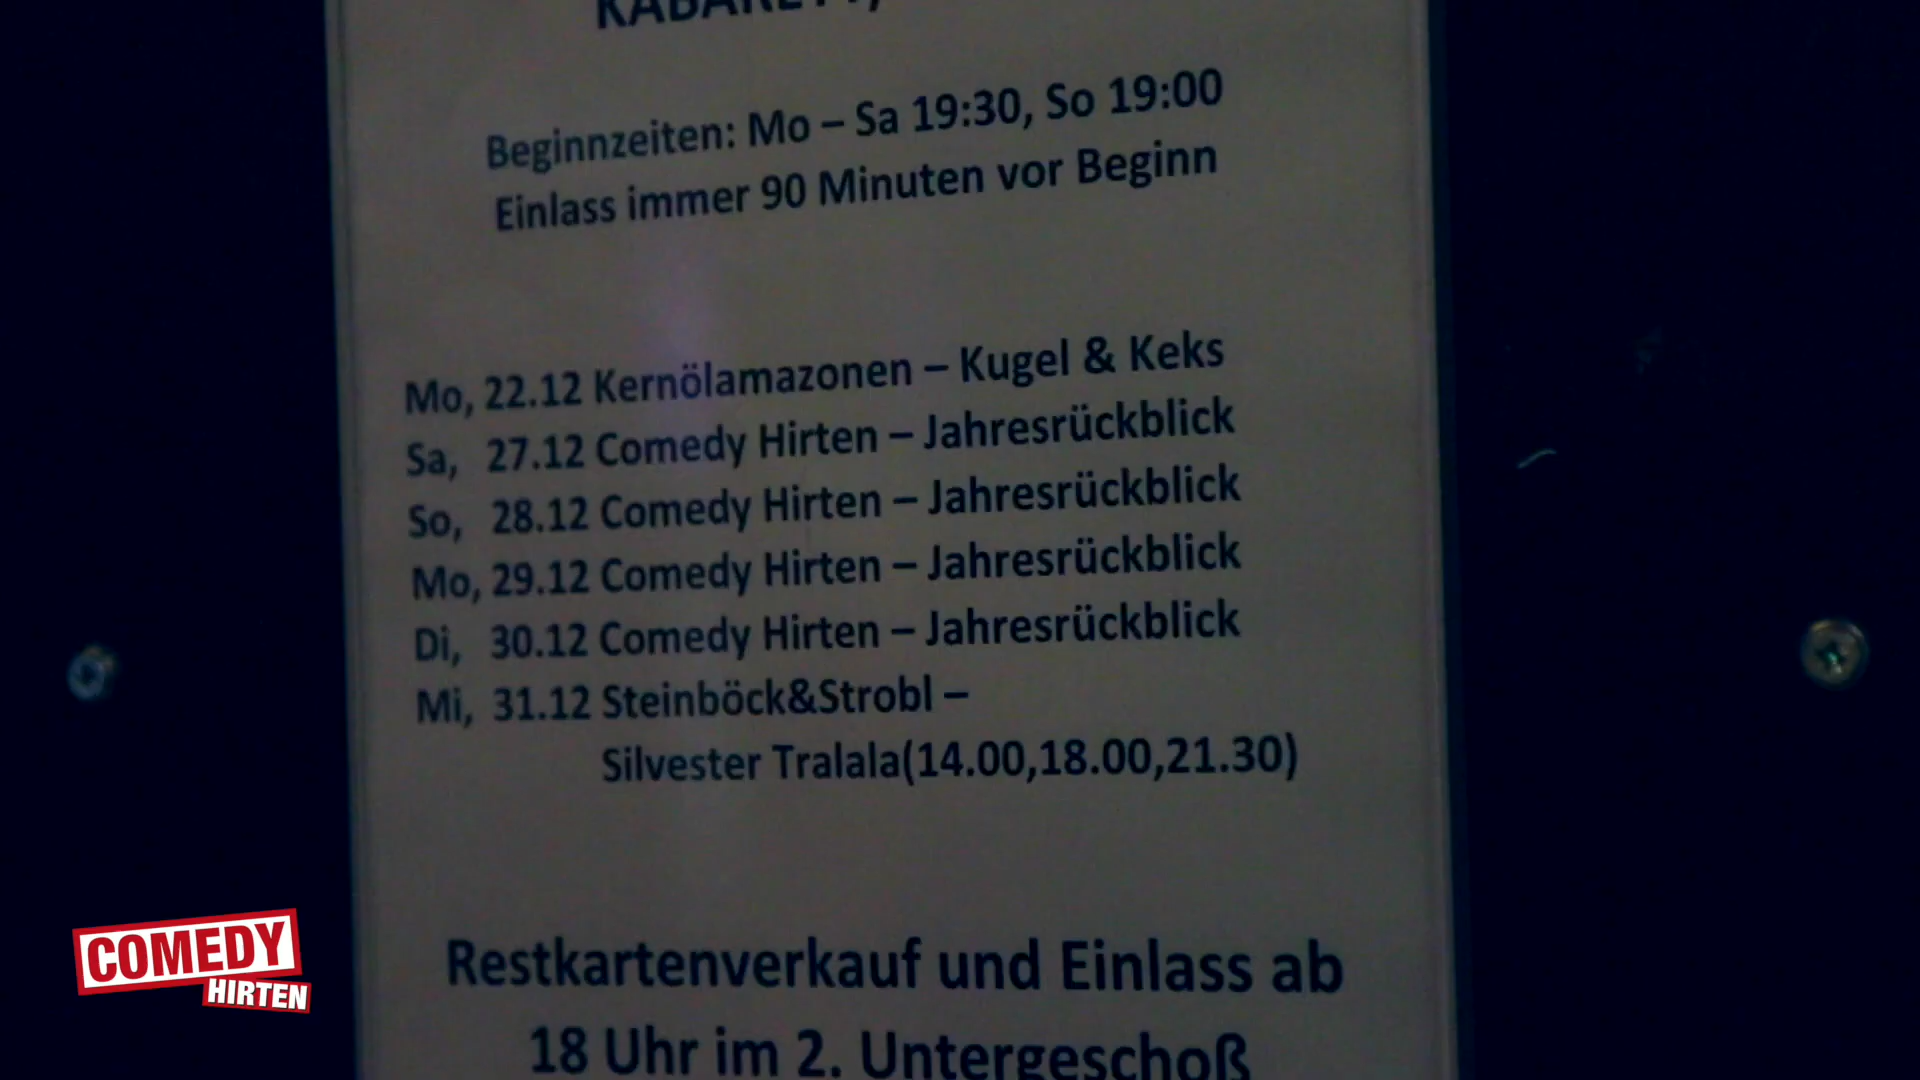 KABARETT,
Beginnzeiten: Mo – Sa 19:30, So 19:00
Einlass immer 90 Minuten vor Beginn
Mo, 22.12 Kernölamazonen – Kugel & Keks
Sa, 27.12 Comedy Hirten – Jahresrückblick
So, 28.12 Comedy Hirten – Jahresrückblick
Mo, 29.12 Comedy Hirten – Jahresrückblick
Di, 30.12 Comedy Hirten – Jahresrückblick
Mi, 31.12 Steinböck&Strobl –
Silvester Tralala(14.00,18.00,21.30)
Restkartenverkauf und Einlass ab
18 Uhr im 2. Untergeschoß
COMEDY
HIRTEN